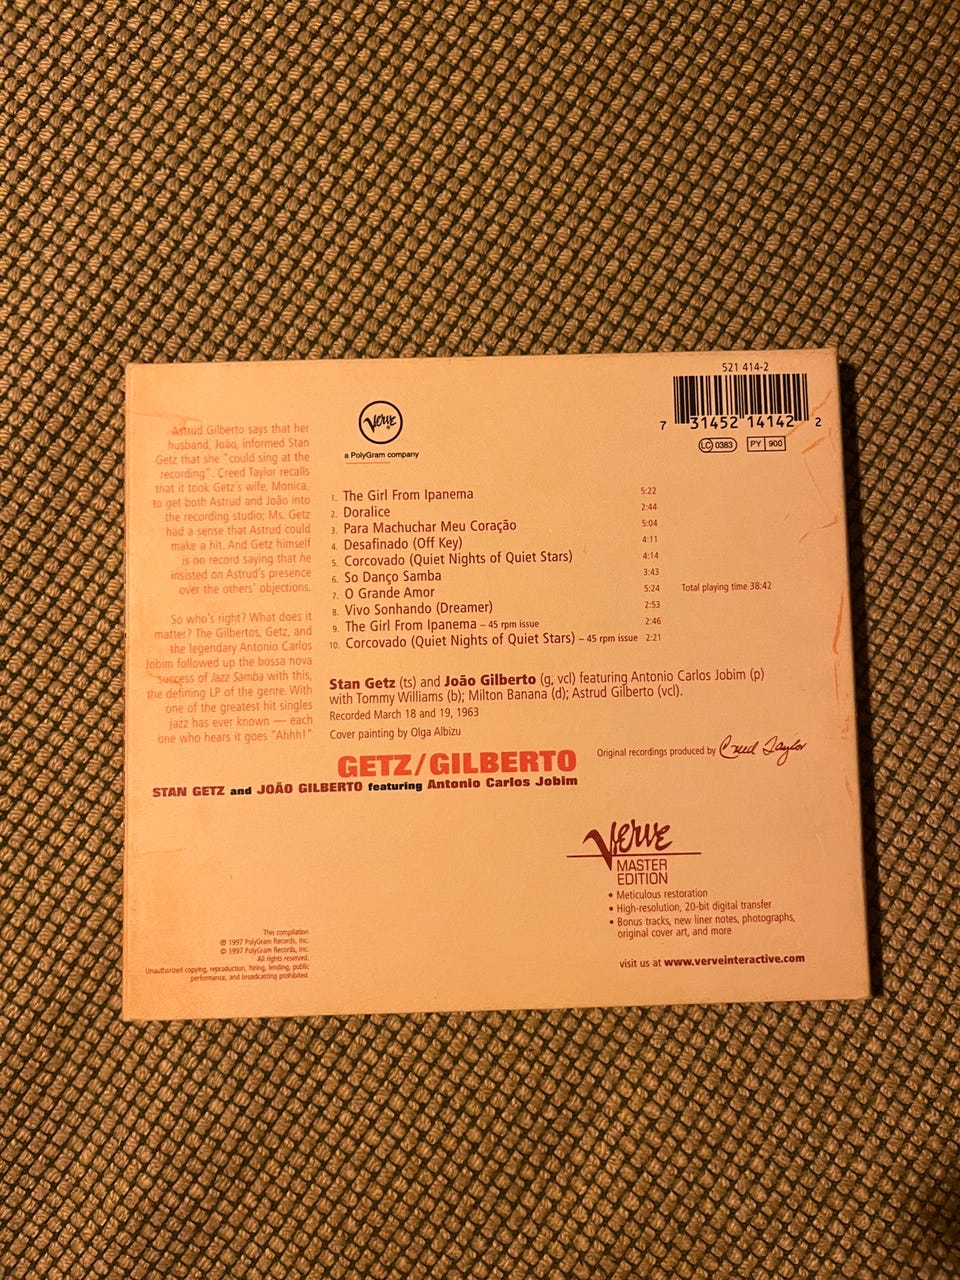 521 414-2
7 31452 14142 2
LC 0383 PY 900
Verve
a PolyGram company
Astrud Gilberto says that her
husband, João, informed Stan
Getz that she "could sing at the
recording". Creed Taylor recalls
that it took Getz's wife, Monica,
to get both Astrud and João into
the recording studio; Ms. Getz
had a sense that Astrud could
make a hit. And Getz himself
is on record saying that he
insisted on Astrud's presence
over the others' objections.
So who's right? What does it
matter? The Gilbertos, Getz, and
the legendary Antonio Carlos
Jobim followed up the bossa nova
success of Jazz Samba with this,
the defining LP of the genre. With
one of the greatest hit singles
jazz has ever known — each
one who hears it goes "Ahhh!"
1. The Girl From Ipanema 5:22
2. Doralice 2:44
3. Para Machuchar Meu Coração 5:04
4. Desafinado (Off Key) 4:11
5. Corcovado (Quiet Nights of Quiet Stars) 4:14
6. So Danço Samba 3:43
7. O Grande Amor 5:24 Total playing time 38:42
8. Vivo Sonhando (Dreamer) 2:53
9. The Girl From Ipanema – 45 rpm issue 2:46
10. Corcovado (Quiet Nights of Quiet Stars) – 45 rpm issue 2:21
Stan Getz (ts) and João Gilberto (g, vcl) featuring Antonio Carlos Jobim (p)
with Tommy Williams (b); Milton Banana (d); Astrud Gilberto (vcl).
Recorded March 18 and 19, 1963
Cover painting by Olga Albizu
Original recordings produced by Creed Taylor
GETZ/GILBERTO
STAN GETZ and JOÃO GILBERTO featuring Antonio Carlos Jobim
Verve
MASTER
EDITION
• Meticulous restoration
• High-resolution, 20-bit digital transfer
• Bonus tracks, new liner notes, photographs,
original cover art, and more
visit us at www.verveinteractive.com
This compilation
℗ 1997 PolyGram Records, Inc.
© 1997 PolyGram Records, Inc.
All rights reserved.
Unauthorized copying, reproduction, hiring, lending, public
performance, and broadcasting prohibited.